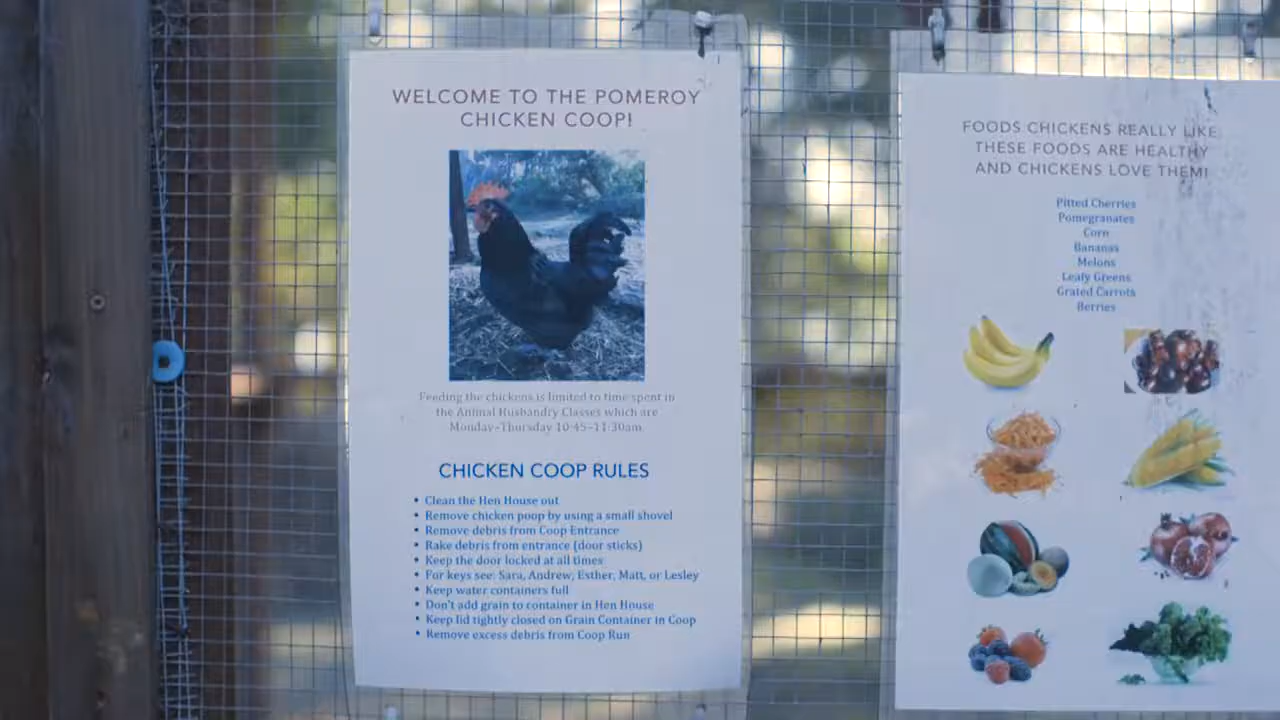 WELCOME TO THE POMEROY
CHICKEN COOP!
Feeding the chickens is limited to time spent in
the Animal Husbandry Classes which are
Monday–Thursday 10:45–11:30am.
CHICKEN COOP RULES
• Clean the Hen House out
• Remove chicken poop by using a small shovel
• Remove debris from Coop Entrance
• Rake debris from entrance (door sticks)
• Keep the door locked at all times
• For keys see: Sara, Andrew, Esther, Matt, or Lesley
• Keep water containers full
• Don't add grain to container in Hen House
• Keep lid tightly closed on Grain Container in Coop
• Remove excess debris from Coop Run
FOODS CHICKENS REALLY LIKE
THESE FOODS ARE HEALTHY
AND CHICKENS LOVE THEM!
Pitted Cherries
Pomegranates
Corn
Bananas
Melons
Leafy Greens
Grated Carrots
Berries